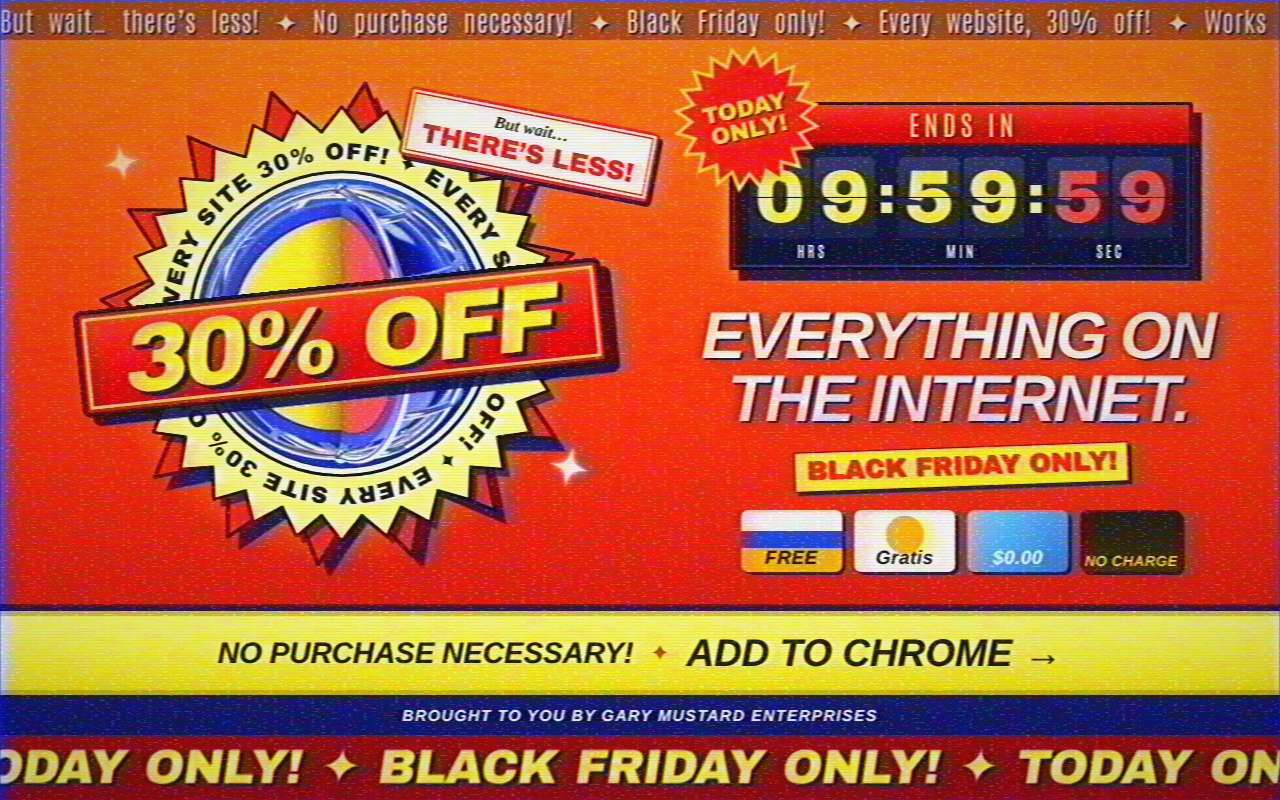 But wait… there's less! ✦ No purchase necessary! ✦ Black Friday only! ✦ Every website, 30% off! ✦ Works
But wait…
THERE'S LESS!
EVERY SITE 30% OFF! ✦ EVERY S
OFF! ✦ EVERY SITE 30% O
30% OFF
TODAY
ONLY!
ENDS IN
09:59:59
HRS MIN SEC
EVERYTHING ON
THE INTERNET.
BLACK FRIDAY ONLY!
FREE Gratis $0.00 NO CHARGE
NO PURCHASE NECESSARY! ✦ ADD TO CHROME →
BROUGHT TO YOU BY GARY MUSTARD ENTERPRISES
ODAY ONLY! ✦ BLACK FRIDAY ONLY! ✦ TODAY ON